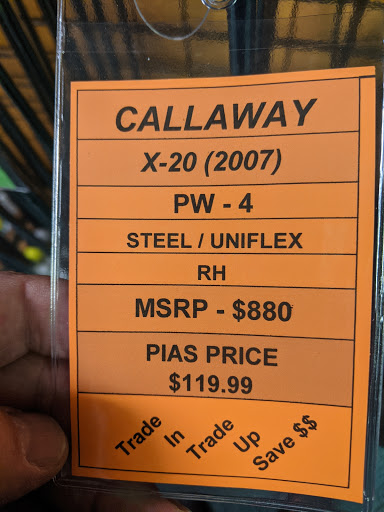 CALLAWAY
X-20 (2007)
PW - 4
STEEL / UNIFLEX
RH
MSRP - $880
PIAS PRICE
$119.99
Trade In Trade Up Save $$